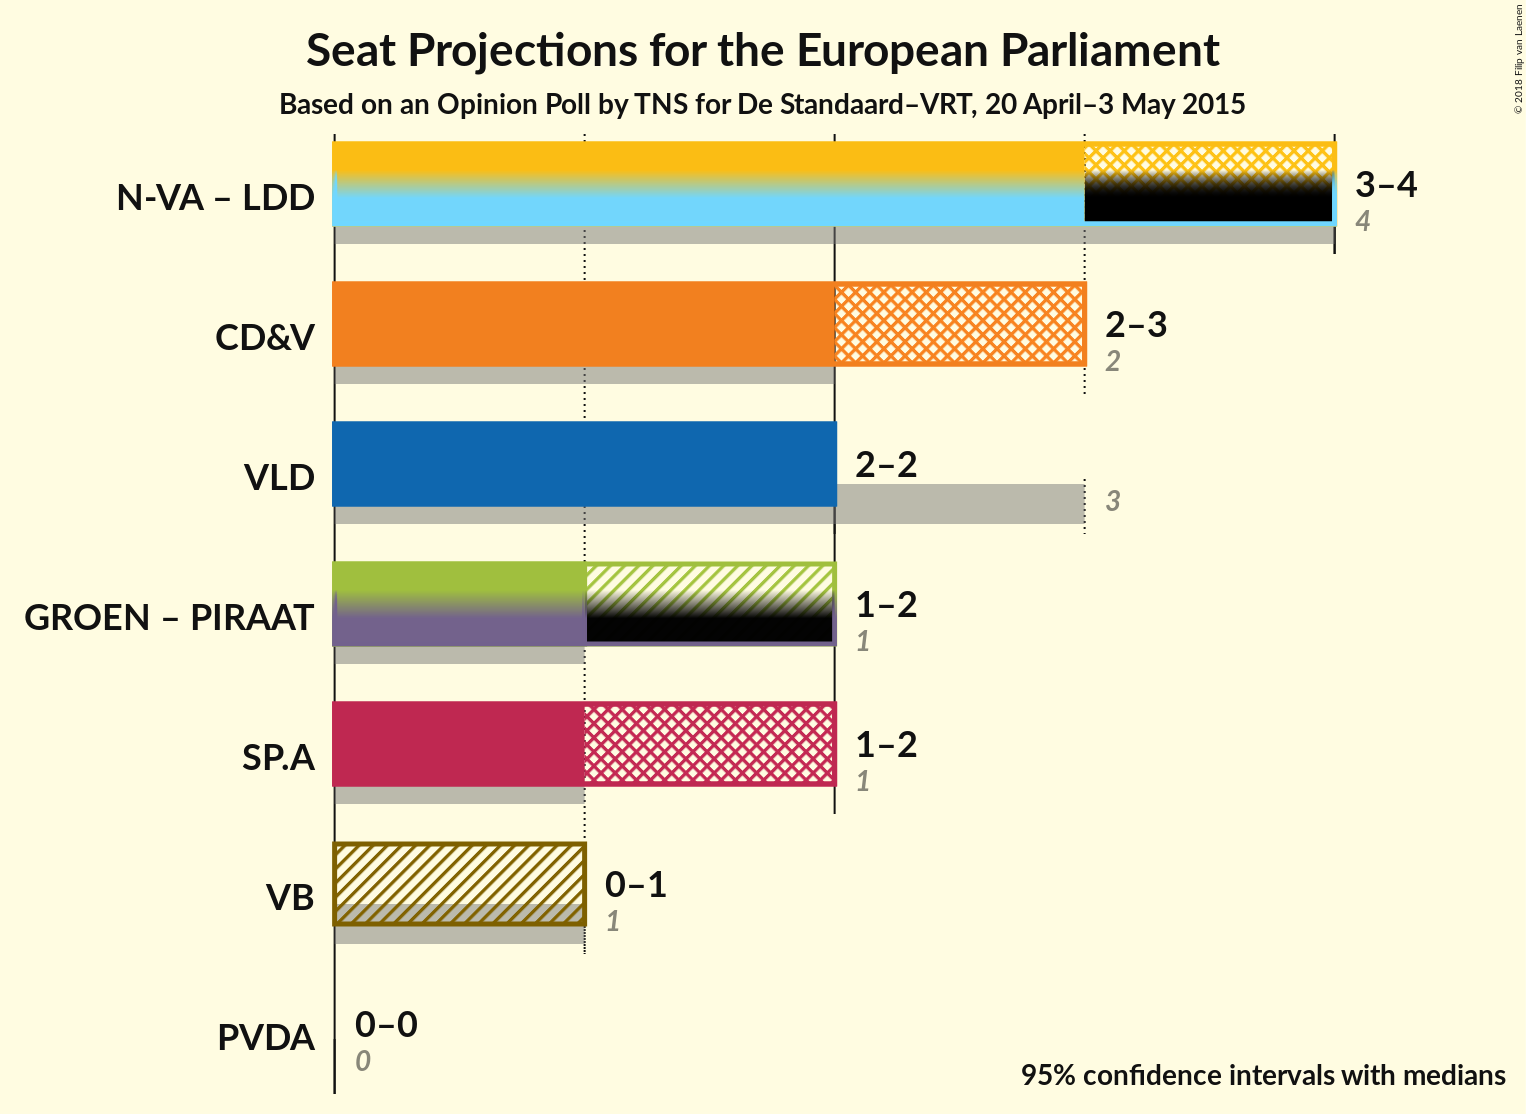 Seat Projections for the European Parliament
Based on an Opinion Poll by TNS for De Standaard–VRT, 20 April–3 May 2015
© 2018 Filip van Laenen
N-VA – LDD
3–4
4
CD&V
2–3
2
VLD
2–2
3
GROEN – PIRAAT
1–2
1
SP.A
1–2
1
VB
0–1
1
PVDA
0–0
0
95% confidence intervals with medians